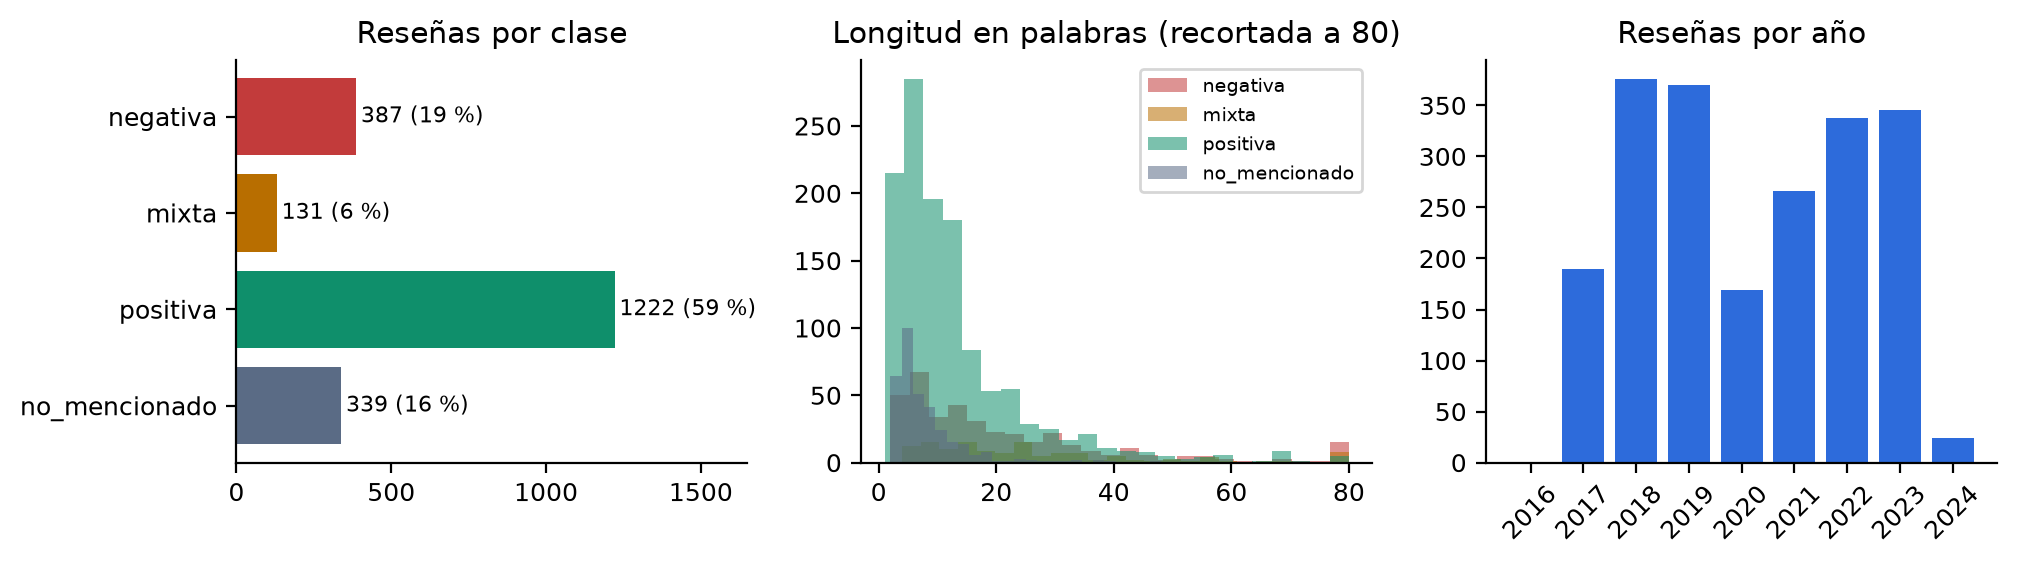 Reseñas por clase
negativa
mixta
positiva
no_mencionado
387 (19 %)
131 (6 %)
1222 (59 %)
339 (16 %)
0 500 1000 1500
Longitud en palabras (recortada a 80)
negativa
mixta
positiva
no_mencionado
250
200
150
100
50
0
0 20 40 60 80
Reseñas por año
350
300
250
200
150
100
50
0
2016 2017 2018 2019 2020 2021 2022 2023 2024